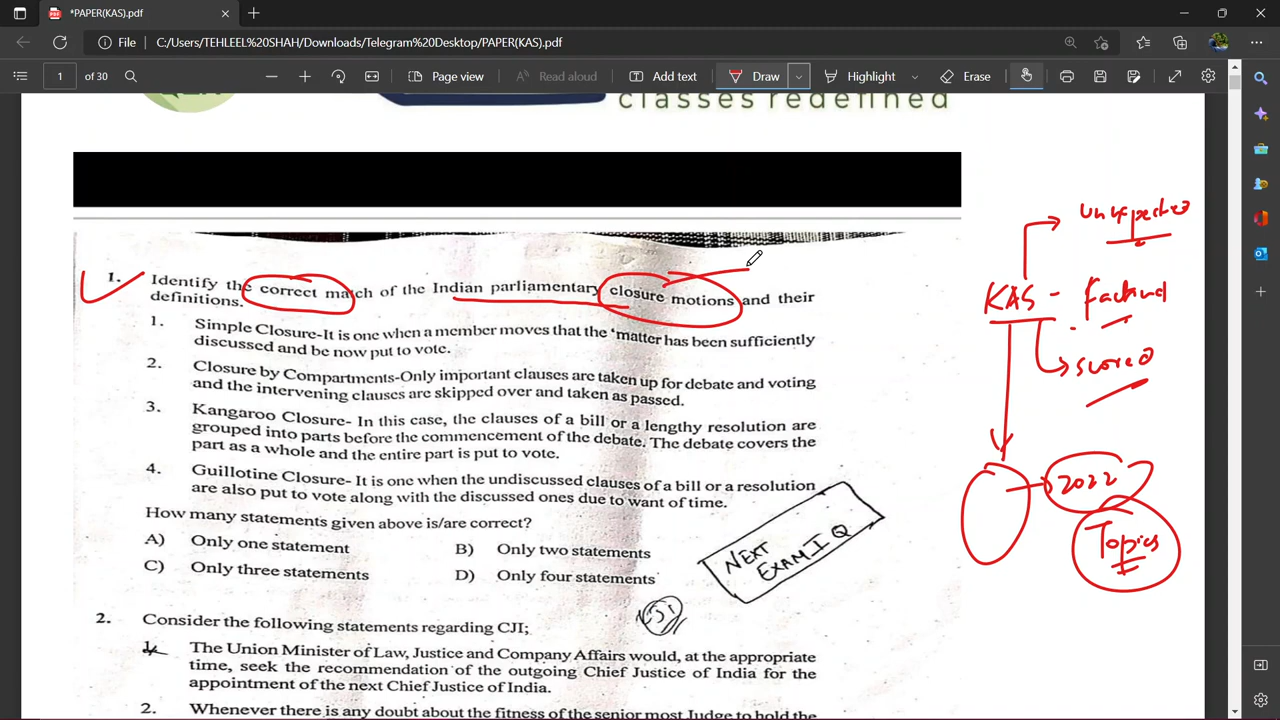 *PAPER(KAS).pdf
File C:/Users/TEHLEEL%20SHAH/Downloads/Telegram%20Desktop/PAPER(KAS).pdf
1 of 30 Page view Read aloud Add text Draw Highlight Erase
classes redefined
1. Identify the correct match of the Indian parliamentary closure motions and their
definitions.
1. Simple Closure-It is one when a member moves that the 'matter has been sufficiently
discussed and be now put to vote.
2. Closure by Compartments-Only important clauses are taken up for debate and voting
and the intervening clauses are skipped over and taken as passed.
3. Kangaroo Closure- In this case, the clauses of a bill or a lengthy resolution are
grouped into parts before the commencement of the debate. The debate covers the
part as a whole and the entire part is put to vote.
4. Guillotine Closure- It is one when the undiscussed clauses of a bill or a resolution
are also put to vote along with the discussed ones due to want of time.
How many statements given above is/are correct?
A) Only one statement B) Only two statements
C) Only three statements D) Only four statements
NEXT
EXAM I Q
2. Consider the following statements regarding CJI;
1. The Union Minister of Law, Justice and Company Affairs would, at the appropriate
time, seek the recommendation of the outgoing Chief Justice of India for the
appointment of the next Chief Justice of India.
2. Whenever there is any doubt about the fitness of the senior most Judge to hold the
KAS -
scored
2022
Topics